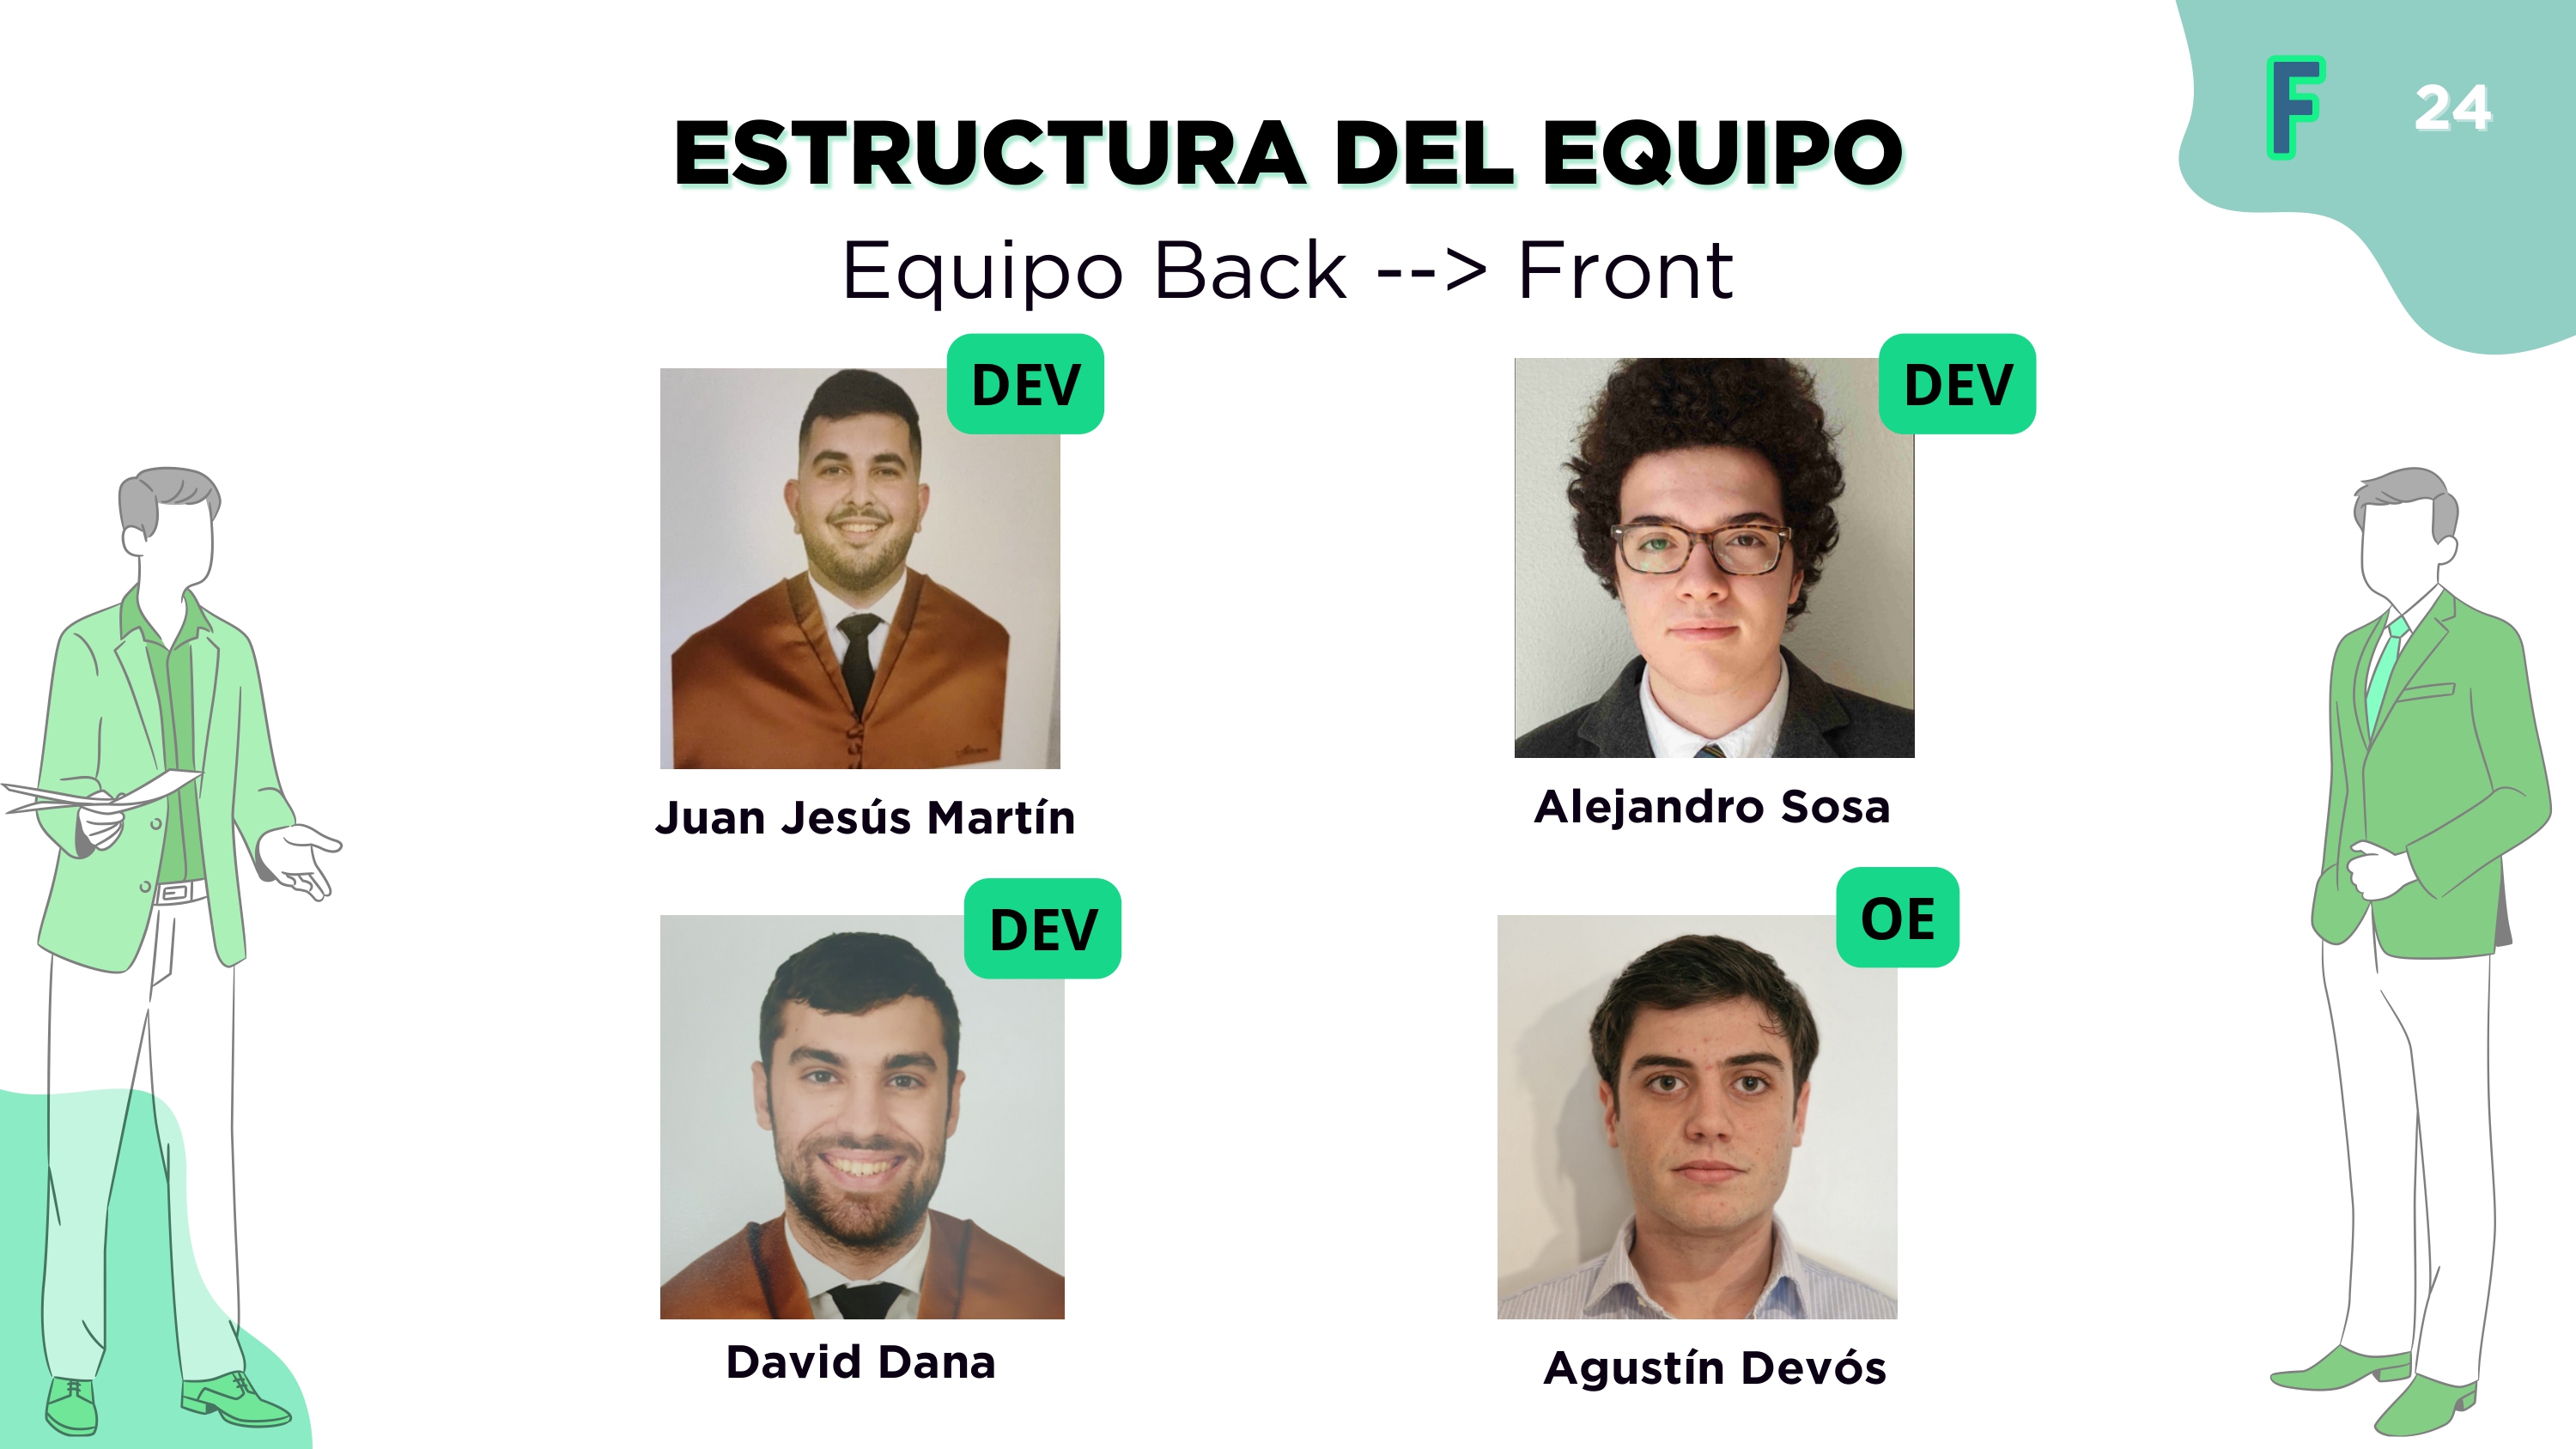 F
24
ESTRUCTURA DEL EQUIPO
Equipo Back --> Front
DEV
DEV
Juan Jesús Martín
Alejandro Sosa
DEV
OE
David Dana
Agustín Devós